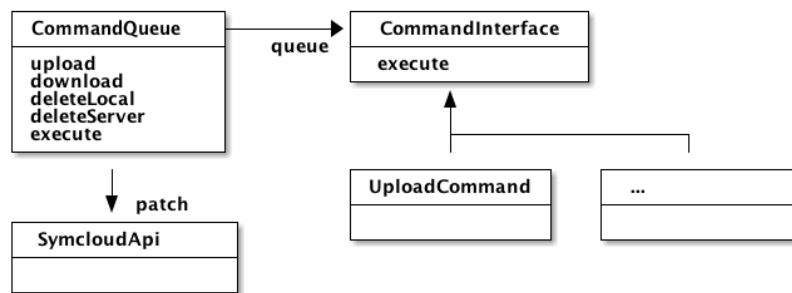 CommandQueue
upload
download
deleteLocal
deleteServer
execute
queue
CommandInterface
execute
patch
SymcloudApi
UploadCommand
...